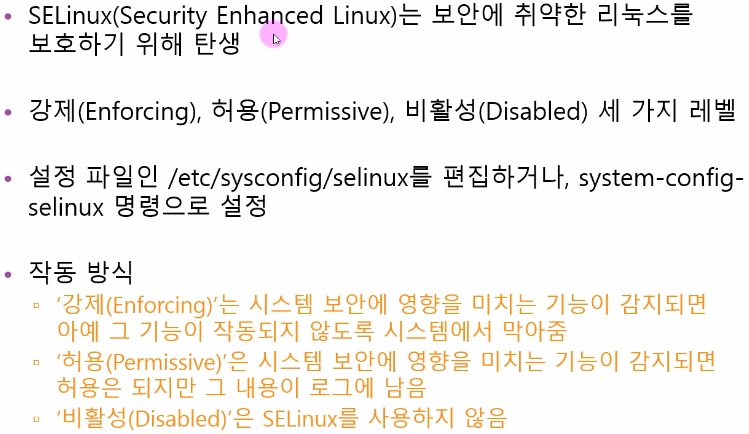 • SELinux(Security Enhanced Linux)는 보안에 취약한 리눅스를
보호하기 위해 탄생
• 강제(Enforcing), 허용(Permissive), 비활성(Disabled) 세 가지 레벨
• 설정 파일인 /etc/sysconfig/selinux를 편집하거나, system-config-
selinux 명령으로 설정
• 작동 방식
▫ ‘강제(Enforcing)’는 시스템 보안에 영향을 미치는 기능이 감지되면
아예 그 기능이 작동되지 않도록 시스템에서 막아줌
▫ ‘허용(Permissive)’은 시스템 보안에 영향을 미치는 기능이 감지되면
허용은 되지만 그 내용이 로그에 남음
▫ ‘비활성(Disabled)’은 SELinux를 사용하지 않음